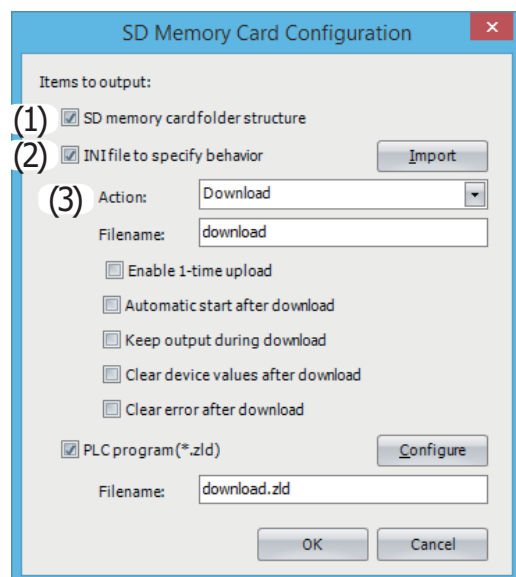 SD Memory Card Configuration
Items to output:
(1) SD memory card folder structure
(2) INI file to specify behavior Import
(3) Action: Download
Filename: download
Enable 1-time upload
Automatic start after download
Keep output during download
Clear device values after download
Clear error after download
PLC program(*.zld) Configure
Filename: download.zld
OK Cancel